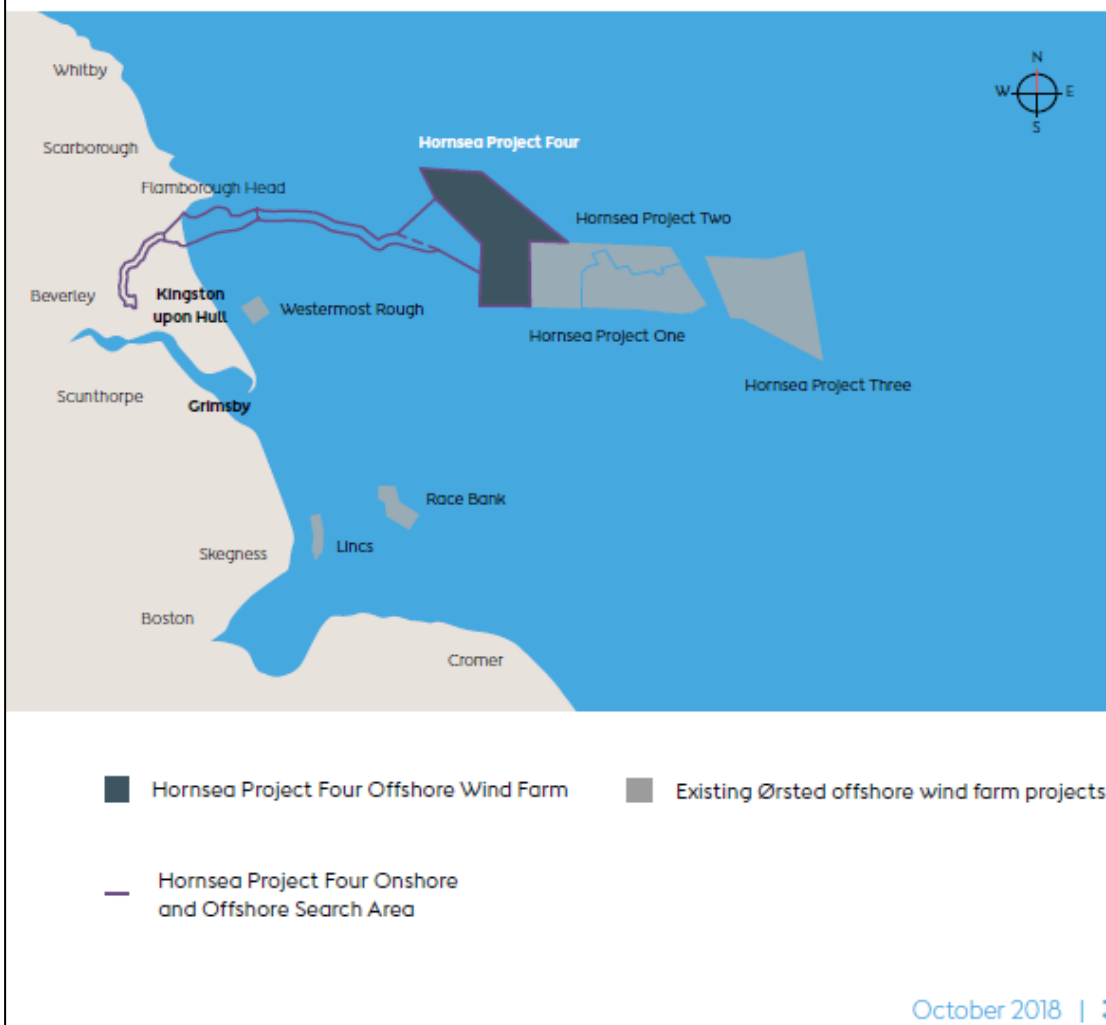 N
W
E
S
Whitby
Scarborough
Hornsea Project Four
Flamborough Head
Hornsea Project Two
Beverley
Kingston
upon Hull
Westermost Rough
Hornsea Project One
Hornsea Project Three
Scunthorpe
Grimsby
Race Bank
Lincs
Skegness
Boston
Cromer
Hornsea Project Four Offshore Wind Farm
Existing Ørsted offshore wind farm projects
Hornsea Project Four Onshore
and Offshore Search Area
October 2018 |